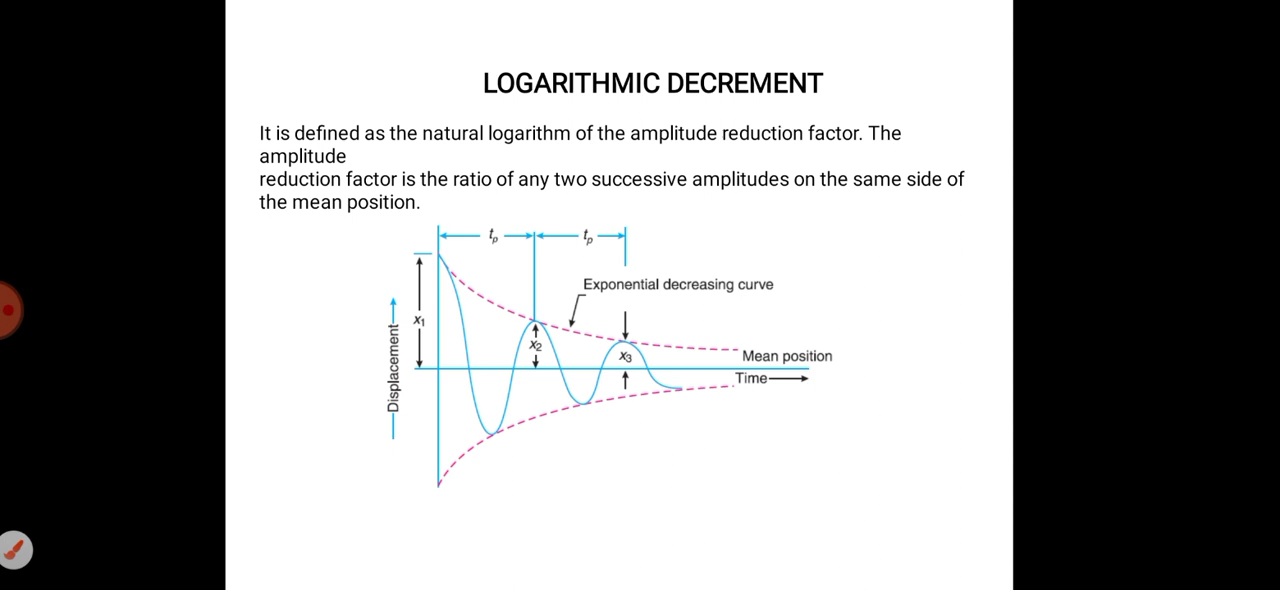 LOGARITHMIC DECREMENT
It is defined as the natural logarithm of the amplitude reduction factor. The
amplitude
reduction factor is the ratio of any two successive amplitudes on the same side of
the mean position.
tp tp
Exponential decreasing curve
x1
x2
x3
Displacement
Mean position
Time